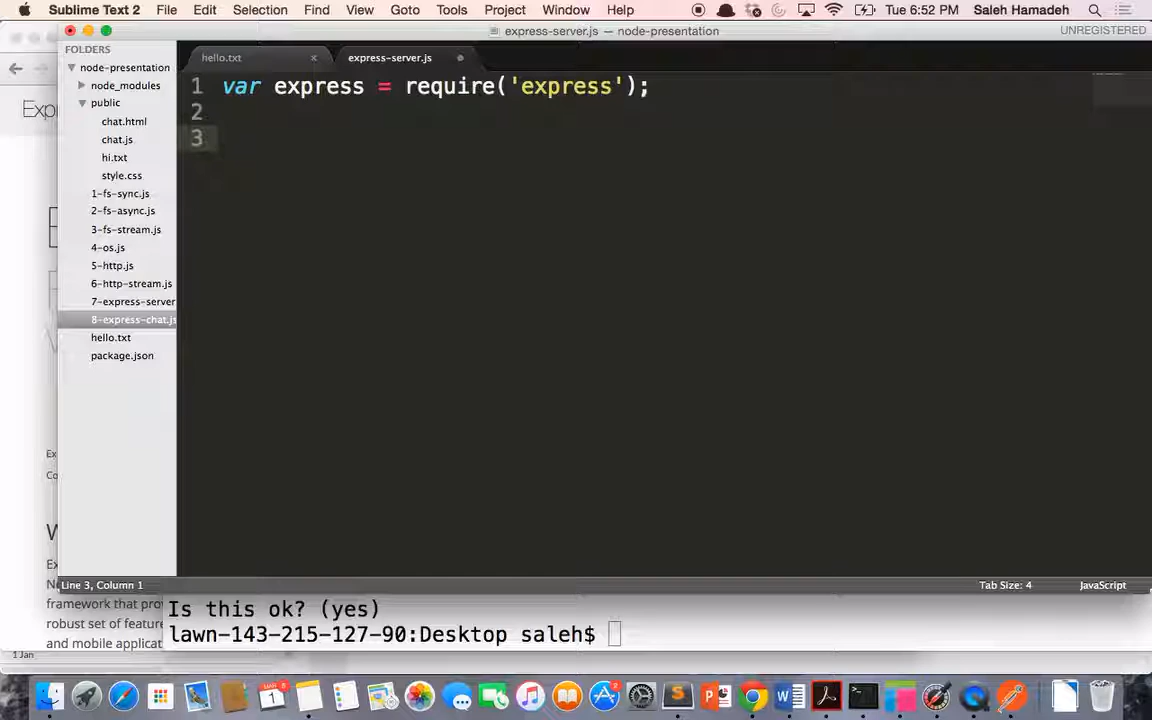 Sublime Text 2 File Edit Selection Find View Goto Tools Project Window Help Tue 6:52 PM Saleh Hamadeh
express-server.js — node-presentation UNREGISTERED
FOLDERS
node-presentation
node_modules
public
chat.html
chat.js
hi.txt
style.css
1-fs-sync.js
2-fs-async.js
3-fs-stream.js
4-os.js
5-http.js
6-http-stream.js
7-express-server
8-express-chat.js
hello.txt
package.json
hello.txt x express-server.js
1 var express = require('express');
2
3
Line 3, Column 1 Tab Size: 4 JavaScript
framework that pro
robust set of feature
and mobile applicat
1 Jan
Is this ok? (yes)
lawn-143-215-127-90:Desktop saleh$